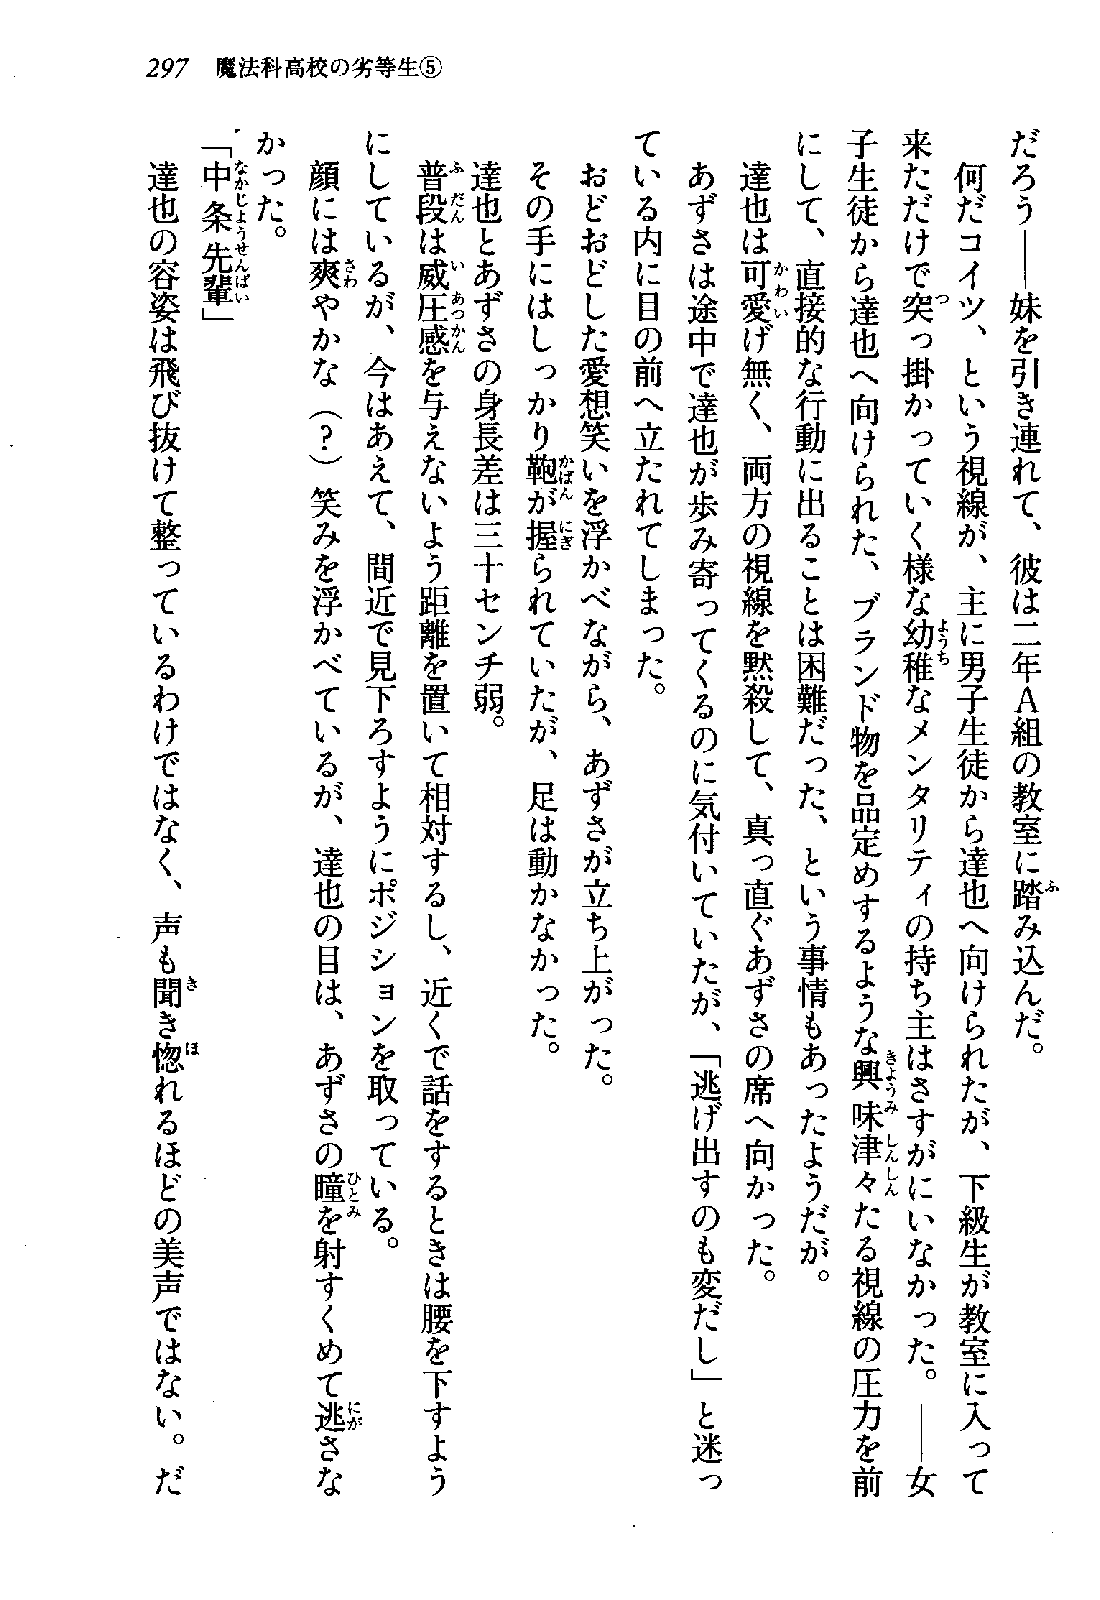 297　魔法科高校の劣等生⑤
だろう――妹を引き連れて、彼は二年Ａ組の教室に踏み込んだ。
　何だコイツ、という視線が、主に男子生徒から達也へ向けられたが、下級生が教室に入って
来ただけで突っ掛かっていく様な幼稚なメンタリティの持ち主はさすがにいなかった。――女
子生徒から達也へ向けられた、ブランド物を品定めするような興味津々たる視線の圧力を前
にして、直接的な行動に出ることは困難だった、という事情もあったようだが。
　達也は可愛げ無く、両方の視線を黙殺して、真っ直ぐあずさの席へ向かった。
　あずさは途中で達也が歩み寄ってくるのに気付いていたが、「逃げ出すのも変だし」と迷っ
ている内に目の前へ立たれてしまった。
　おどおどした愛想笑いを浮かべながら、あずさが立ち上がった。
　その手にはしっかり鞄が握られていたが、足は動かなかった。
　達也とあずさの身長差は三十センチ弱。
　普段は威圧感を与えないよう距離を置いて相対するし、近くで話をするときは腰を下すよう
にしているが、今はあえて、間近で見下ろすようにポジションを取っている。
　顔には爽やかな（？）笑みを浮かべているが、達也の目は、あずさの瞳を射すくめて逃さな
かった。
「中条先輩」
　達也の容姿は飛び抜けて整っているわけではなく、声も聞き惚れるほどの美声ではない。だ